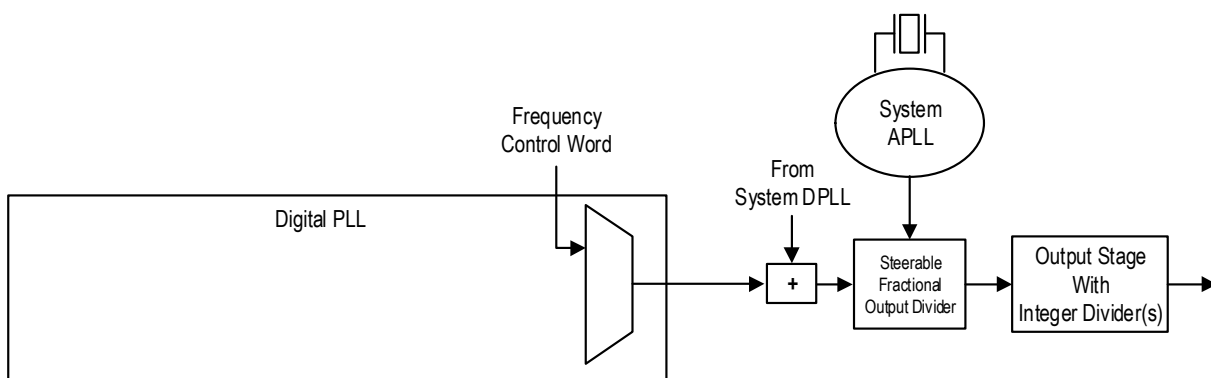 System
APLL
Frequency
Control Word
From
System DPLL
Digital PLL
+
Steerable
Fractional
Output Divider
Output Stage
With
Integer Divider(s)